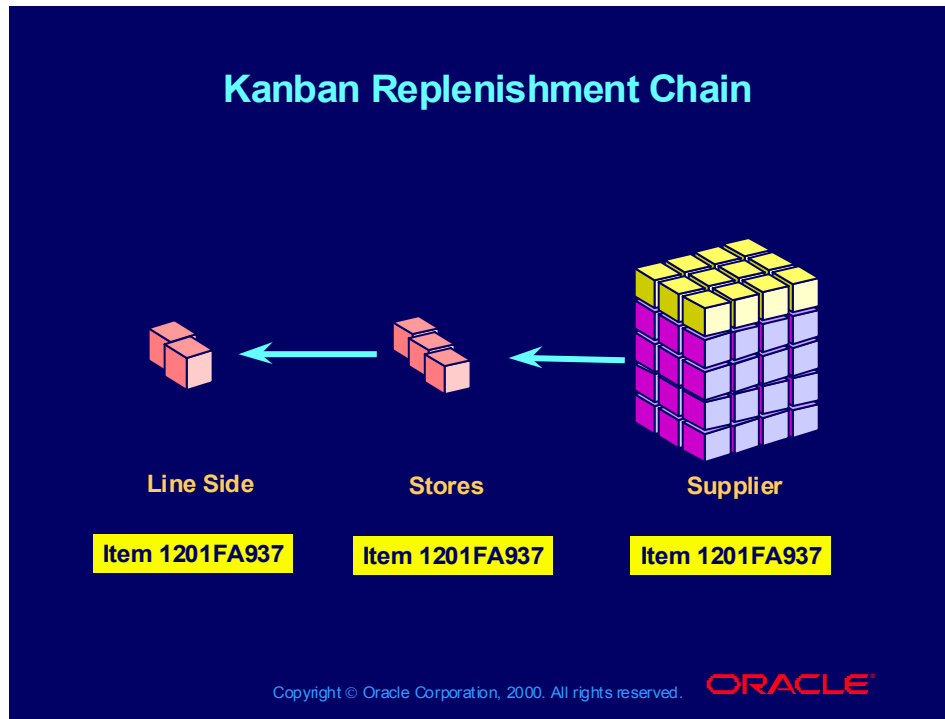 Kanban Replenishment Chain
Line Side
Stores
Supplier
Item 1201FA937
Item 1201FA937
Item 1201FA937
Copyright © Oracle Corporation, 2000. All rights reserved.
ORACLE®